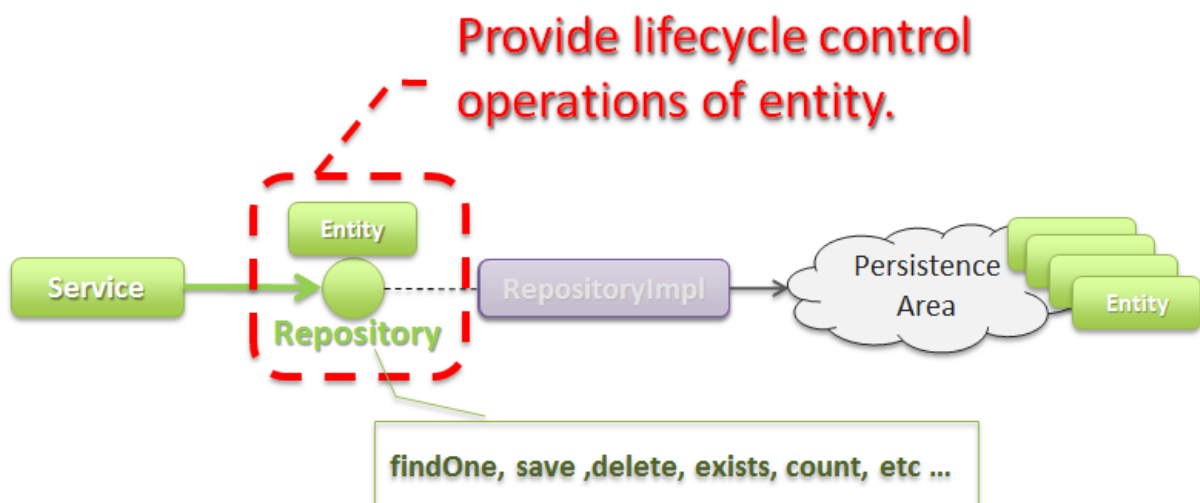 Provide lifecycle control
operations of entity.
Entity
Service
Repository
RepositoryImpl
Persistence
Area
Entity
findOne, save ,delete, exists, count, etc ...